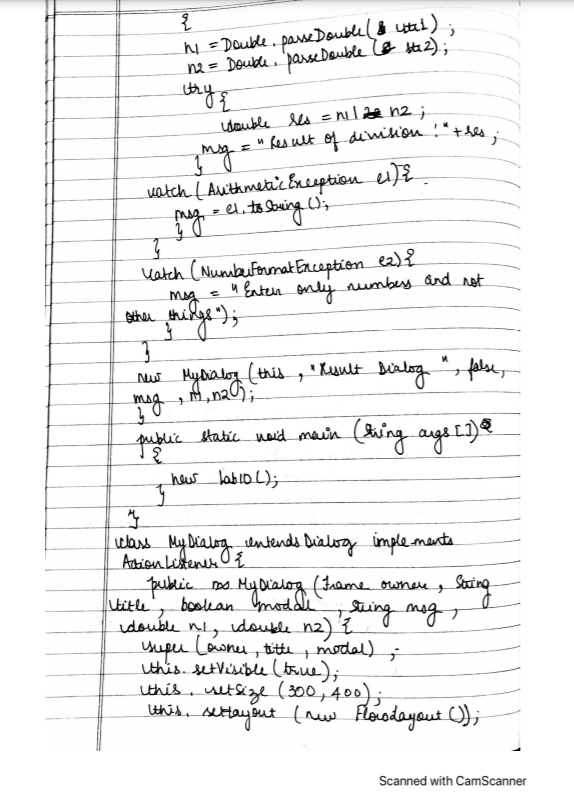 {
n1 = Double.parseDouble( str1) ;
n2 = Double.parseDouble ( str2) ;
try {
double res = n1 / n2 ;
msg = "Result of division :" + res ;
}
catch (ArithmeticException e1) {
msg = e1.toString ();
}
}
catch (NumberFormatException e2) {
msg = "Enter only numbers and not
other things");
}
}
new MyDialog (this , "Result Dialog ", false,
msg , n1, n2);
}
public static void main (String args [])
{
new lab10 ();
}
}
class MyDialog extends Dialog implements
ActionListener {
public MyDialog (Frame owner , String
title , boolean modal , String msg ,
double n1, double n2) {
super (owner, title , modal) ;
this.setVisible (true);
this.setSize (300, 400) ;
this.setLayout (new FlowLayout ());
Scanned with CamScanner